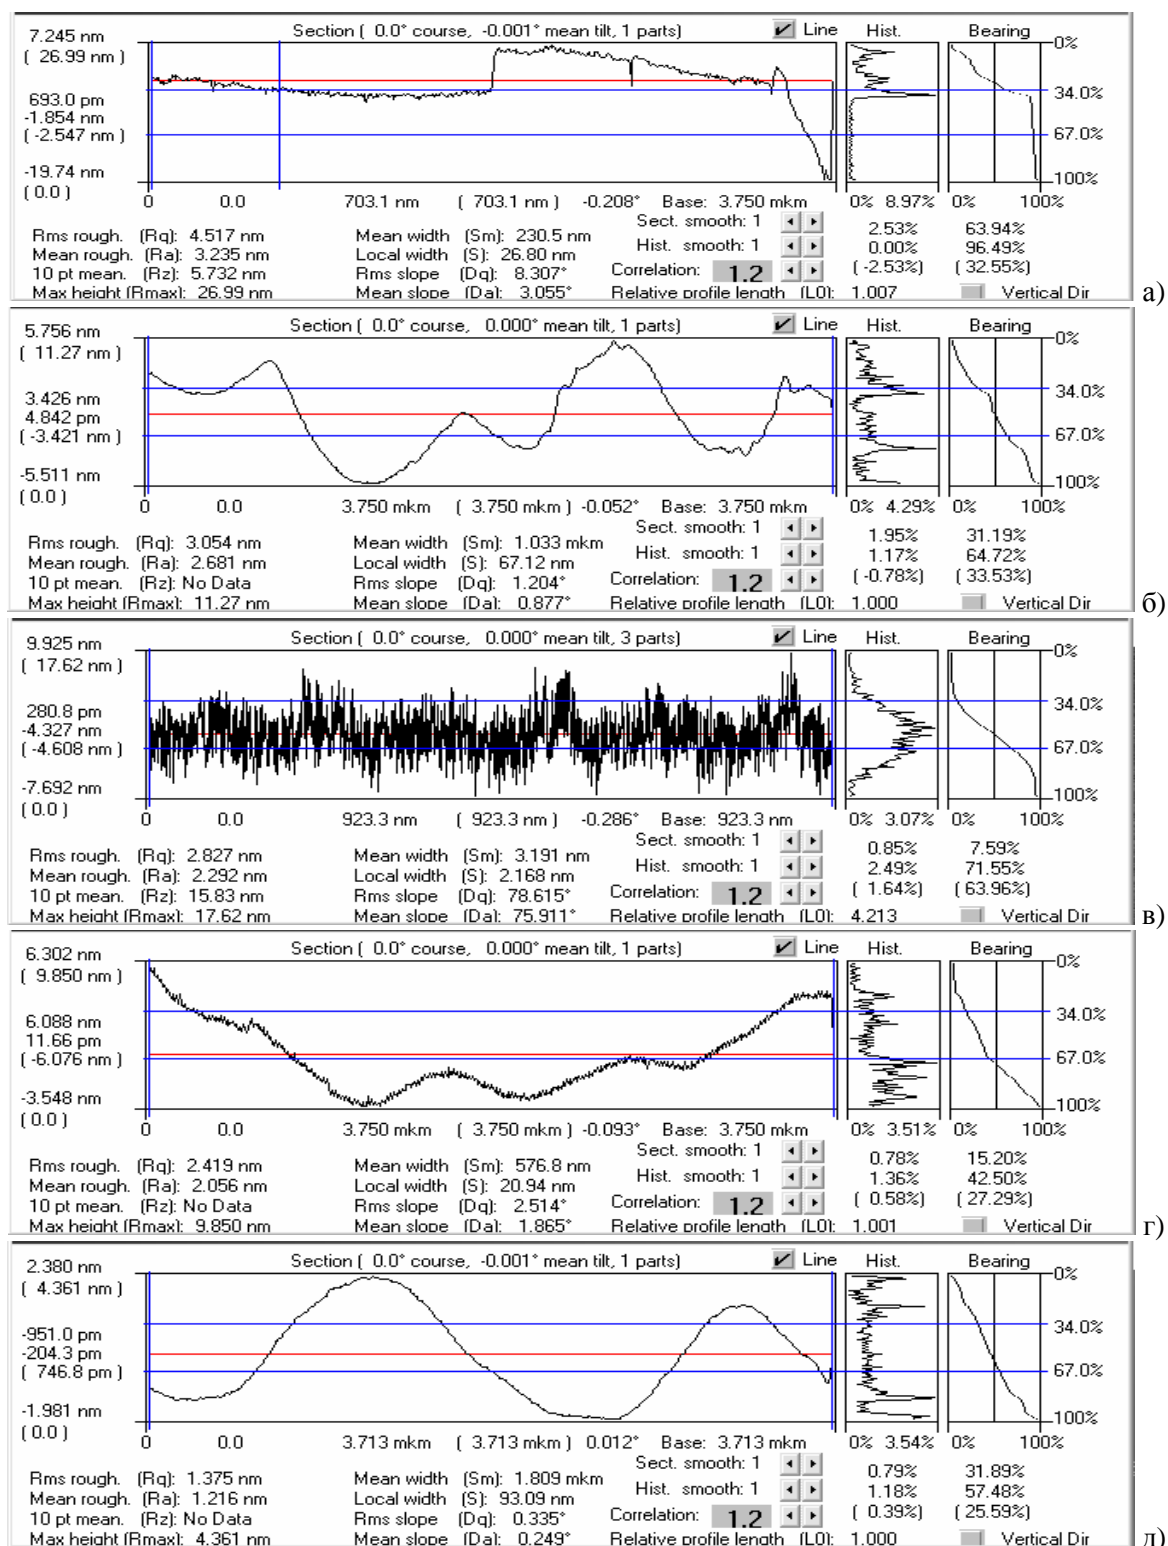 7.245 nm Section ( 0.0° course, -0.001° mean tilt, 1 parts) Line Hist. Bearing
( 26.99 nm ) 0%
693.0 pm 34.0%
-1.854 nm
( -2.547 nm ) 67.0%
-19.74 nm 100%
( 0.0 ) 0 0.0 703.1 nm ( 703.1 nm ) -0.208° Base: 3.750 mkm 0% 8.97% 0% 100%
Sect. smooth: 1 2.53% 63.94%
Rms rough. (Rq): 4.517 nm Mean width (Sm): 230.5 nm Hist. smooth: 1 0.00% 96.49%
Mean rough. (Ra): 3.235 nm Local width (S): 26.80 nm
10 pt mean. (Rz): 5.732 nm Rms slope (Dq): 8.307° Correlation: 1.2 ( -2.53%) ( 32.55%)
Max height (Rmax): 26.99 nm Mean slope (Da): 3.055° Relative profile length (L0): 1.007 Vertical Dir а)
5.756 nm Section ( 0.0° course, 0.000° mean tilt, 1 parts) Line Hist. Bearing
( 11.27 nm ) 0%
3.426 nm 34.0%
4.842 pm
( -3.421 nm ) 67.0%
-5.511 nm 100%
( 0.0 ) 0 0.0 3.750 mkm ( 3.750 mkm ) -0.052° Base: 3.750 mkm 0% 4.29% 0% 100%
Sect. smooth: 1 1.95% 31.19%
Rms rough. (Rq): 3.054 nm Mean width (Sm): 1.033 mkm Hist. smooth: 1 1.17% 64.72%
Mean rough. (Ra): 2.681 nm Local width (S): 67.12 nm
10 pt mean. (Rz): No Data Rms slope (Dq): 1.204° Correlation: 1.2 ( -0.78%) ( 33.53%)
Max height (Rmax): 11.27 nm Mean slope (Da): 0.877° Relative profile length (L0): 1.000 Vertical Dir б)
9.925 nm Section ( 0.0° course, 0.000° mean tilt, 3 parts) Line Hist. Bearing
( 17.62 nm ) 0%
280.8 pm 34.0%
-4.327 nm
( -4.608 nm ) 67.0%
-7.692 nm 100%
( 0.0 ) 0 0.0 923.3 nm ( 923.3 nm ) -0.286° Base: 923.3 nm 0% 3.07% 0% 100%
Sect. smooth: 1 0.85% 7.59%
Rms rough. (Rq): 2.827 nm Mean width (Sm): 3.191 nm Hist. smooth: 1 2.49% 71.55%
Mean rough. (Ra): 2.292 nm Local width (S): 2.168 nm
10 pt mean. (Rz): 15.83 nm Rms slope (Dq): 78.615° Correlation: 1.2 ( 1.64%) ( 63.96%)
Max height (Rmax): 17.62 nm Mean slope (Da): 75.911° Relative profile length (L0): 4.213 Vertical Dir в)
6.302 nm Section ( 0.0° course, 0.000° mean tilt, 1 parts) Line Hist. Bearing
( 9.850 nm ) 0%
6.088 nm 34.0%
11.66 pm
( -6.076 nm ) 67.0%
-3.548 nm 100%
( 0.0 ) 0 0.0 3.750 mkm ( 3.750 mkm ) -0.093° Base: 3.750 mkm 0% 3.51% 0% 100%
Sect. smooth: 1 0.78% 15.20%
Rms rough. (Rq): 2.419 nm Mean width (Sm): 576.8 nm Hist. smooth: 1 1.36% 42.50%
Mean rough. (Ra): 2.056 nm Local width (S): 20.94 nm
10 pt mean. (Rz): No Data Rms slope (Dq): 2.514° Correlation: 1.2 ( 0.58%) ( 27.29%)
Max height (Rmax): 9.850 nm Mean slope (Da): 1.865° Relative profile length (L0): 1.001 Vertical Dir г)
2.380 nm Section ( 0.0° course, -0.001° mean tilt, 1 parts) Line Hist. Bearing
( 4.361 nm ) 0%
-951.0 pm 34.0%
-204.3 pm
( 746.8 pm ) 67.0%
-1.981 nm 100%
( 0.0 ) 0 0.0 3.713 mkm ( 3.713 mkm ) 0.012° Base: 3.713 mkm 0% 3.54% 0% 100%
Sect. smooth: 1 0.79% 31.89%
Rms rough. (Rq): 1.375 nm Mean width (Sm): 1.809 mkm Hist. smooth: 1 1.18% 57.48%
Mean rough. (Ra): 1.216 nm Local width (S): 93.09 nm
10 pt mean. (Rz): No Data Rms slope (Dq): 0.335° Correlation: 1.2 ( 0.39%) ( 25.59%)
Max height (Rmax): 4.361 nm Mean slope (Da): 0.249° Relative profile length (L0): 1.000 Vertical Dir д)